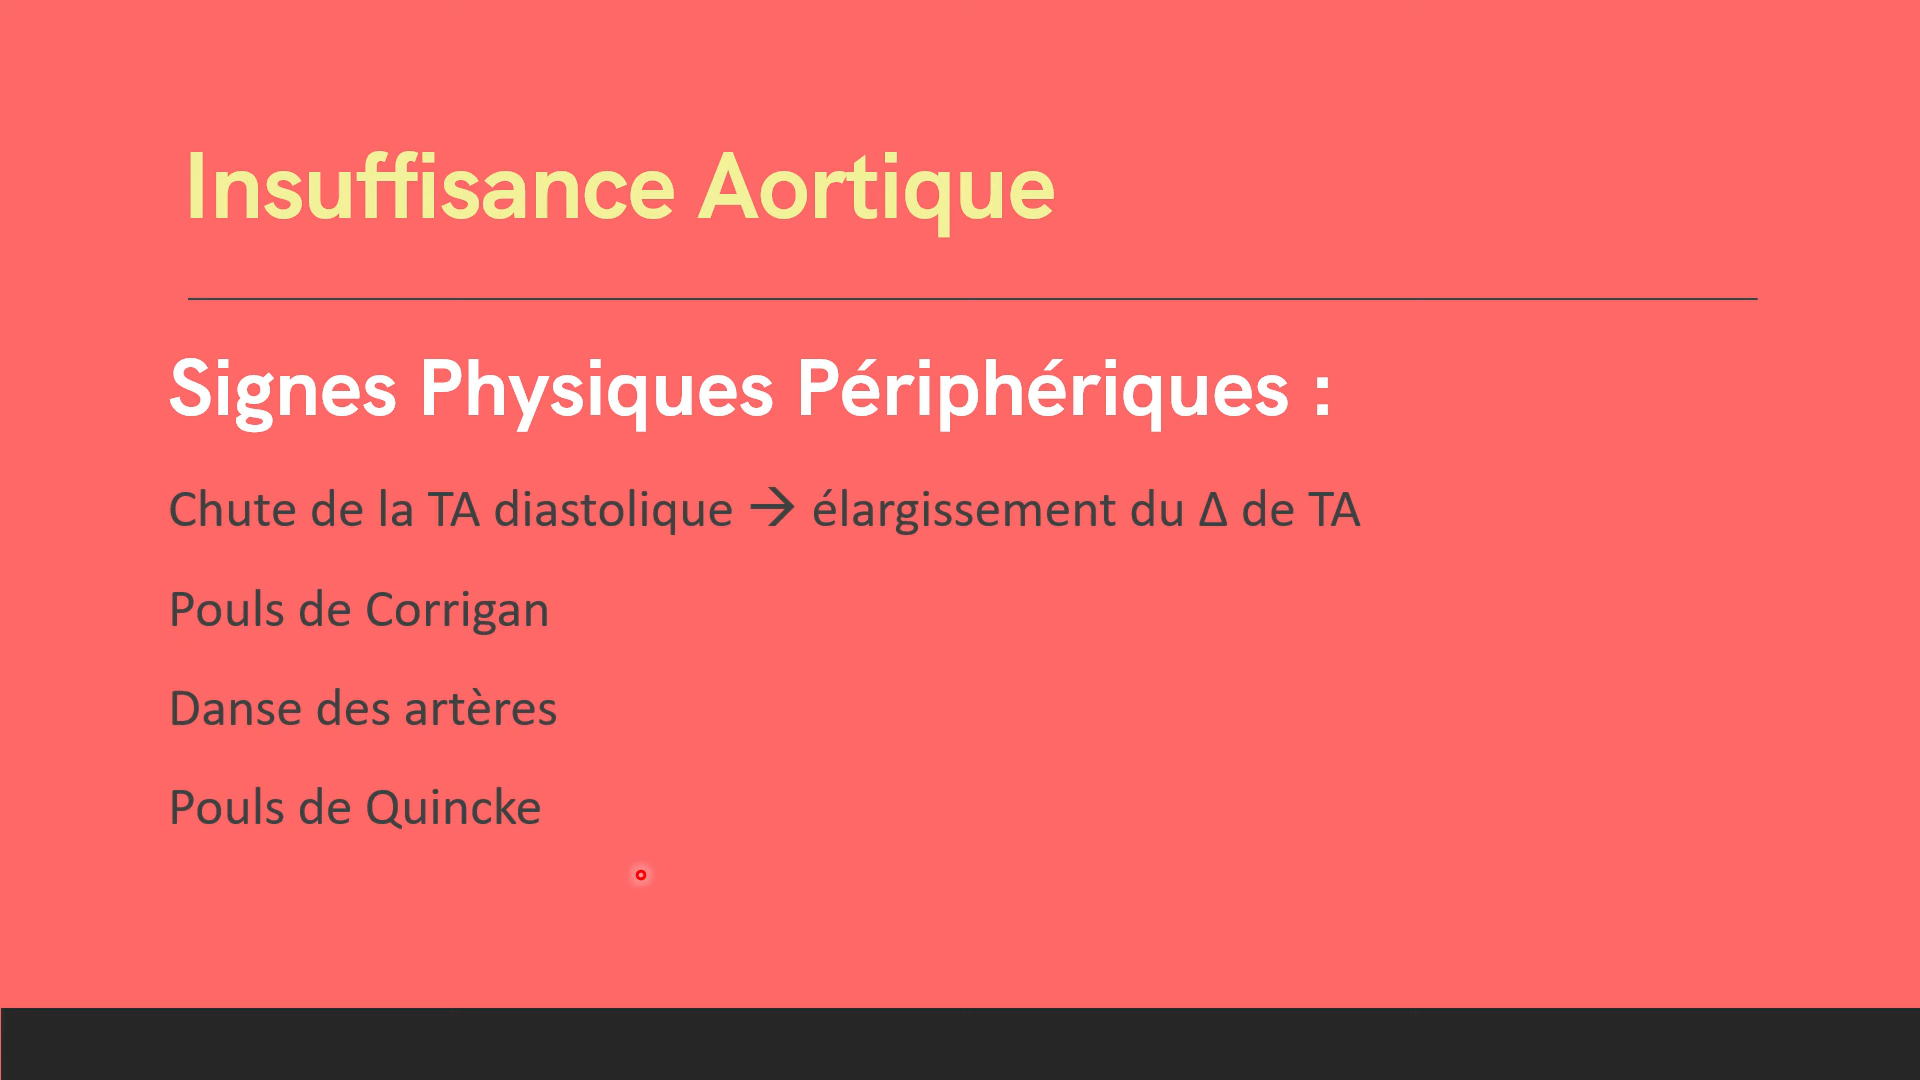 Insuffisance Aortique
Signes Physiques Périphériques :
Chute de la TA diastolique → élargissement du Δ de TA
Pouls de Corrigan
Danse des artères
Pouls de Quincke